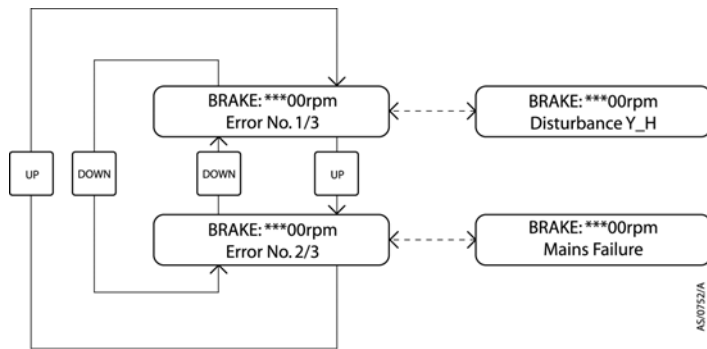 BRAKE: ***00rpm
Error No. 1/3
BRAKE: ***00rpm
Disturbance Y_H
UP
DOWN
DOWN
UP
BRAKE: ***00rpm
Error No. 2/3
BRAKE: ***00rpm
Mains Failure
AS/0752/A